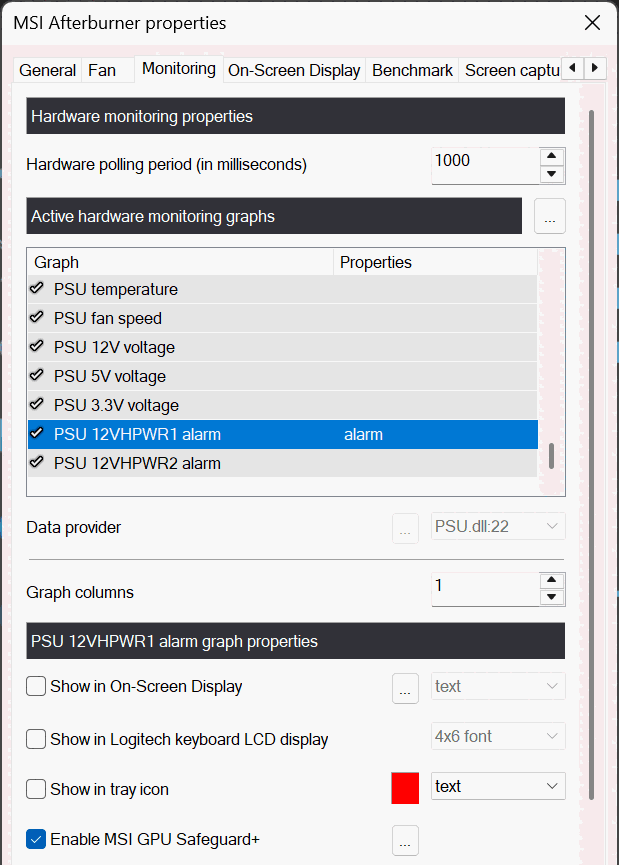 MSI Afterburner properties
General Fan Monitoring On-Screen Display Benchmark Screen captu
Hardware monitoring properties
Hardware polling period (in milliseconds) 1000
Active hardware monitoring graphs ...
Graph Properties
PSU temperature
PSU fan speed
PSU 12V voltage
PSU 5V voltage
PSU 3.3V voltage
PSU 12VHPWR1 alarm alarm
PSU 12VHPWR2 alarm
Data provider ... PSU.dll:22
Graph columns 1
PSU 12VHPWR1 alarm graph properties
Show in On-Screen Display ... text
Show in Logitech keyboard LCD display 4x6 font
Show in tray icon text
Enable MSI GPU Safeguard+ ...